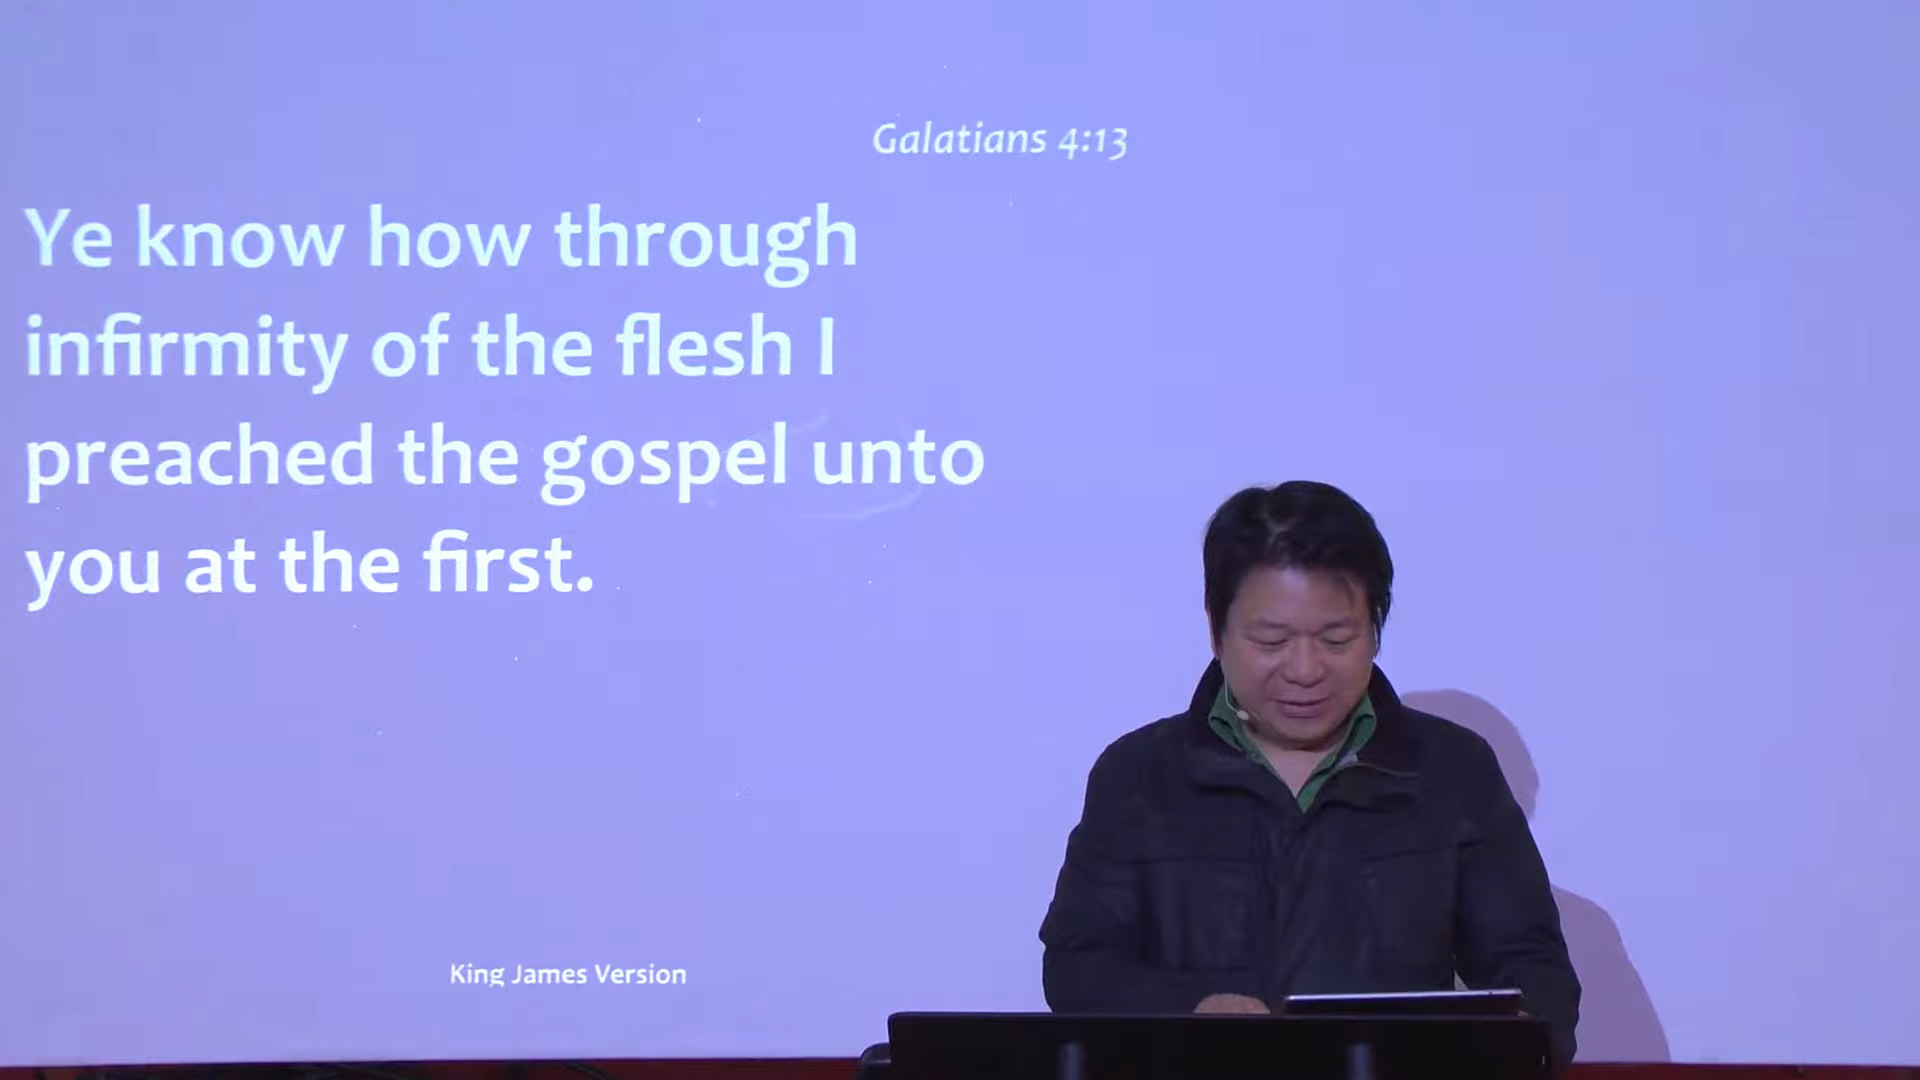 Galatians 4:13
Ye know how through
infirmity of the flesh I
preached the gospel unto
you at the first.
King James Version